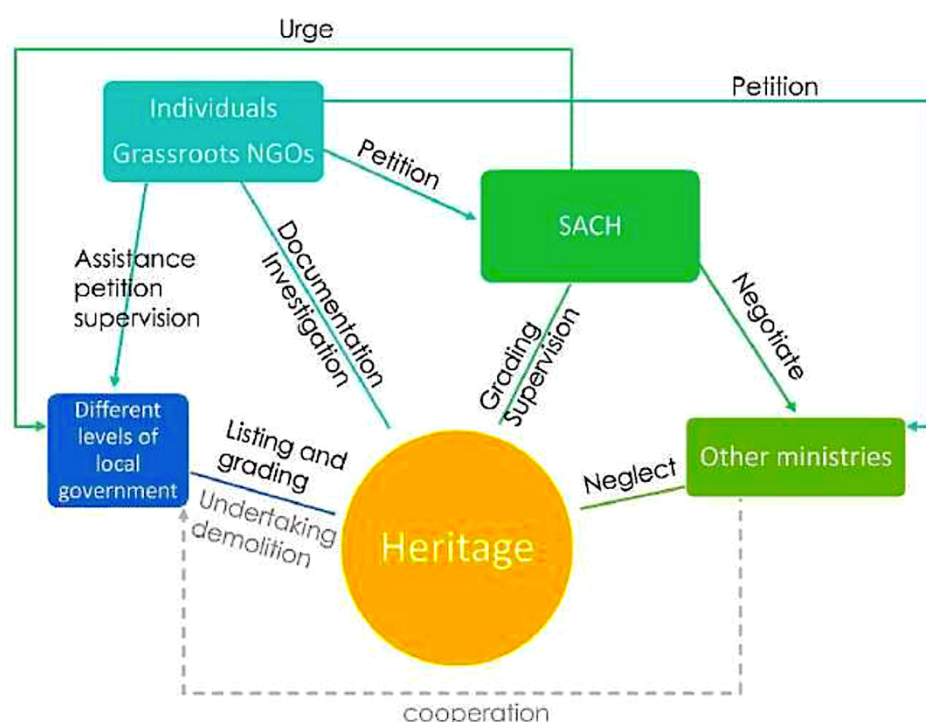 Urge
Individuals
Grassroots NGOs
Petition
Petition
SACH
Assistance
petition
supervision
Documentation
Investigation
Grading
Supervision
Negotiate
Different
levels of
local
government
Listing and
grading
Undertaking
demolition
Neglect
Other ministries
Heritage
cooperation